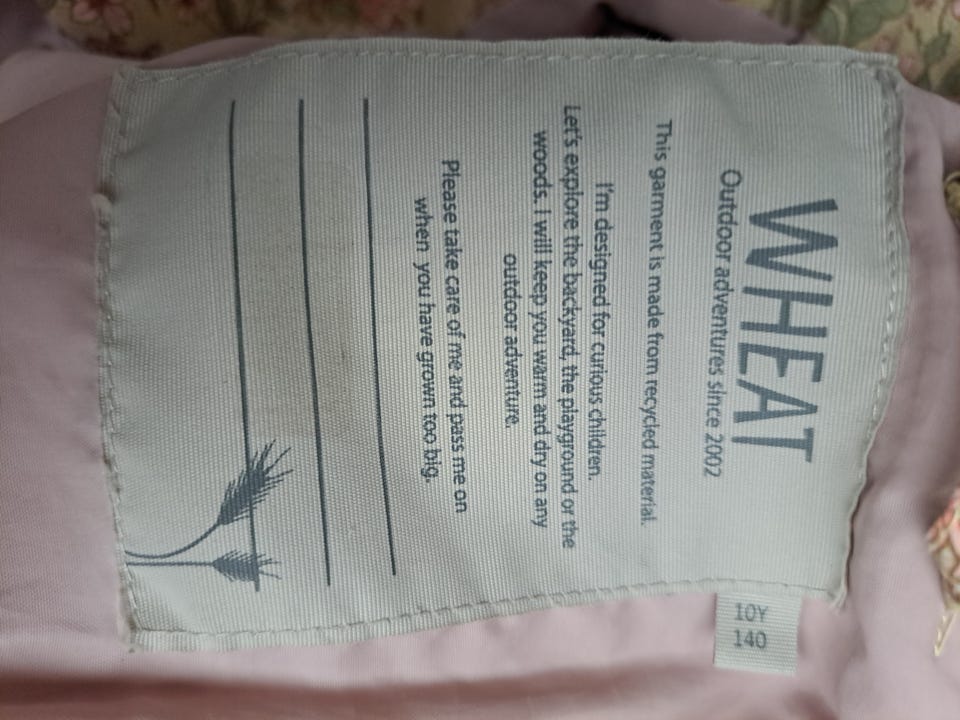 WHEAT
Outdoor adventures since 2002
This garment is made from recycled material.
I'm designed for curious children.
Let's explore the backyard, the playground or the
woods. I will keep you warm and dry on any
outdoor adventure.
Please take care of me and pass me on
when you have grown too big.
10Y
140